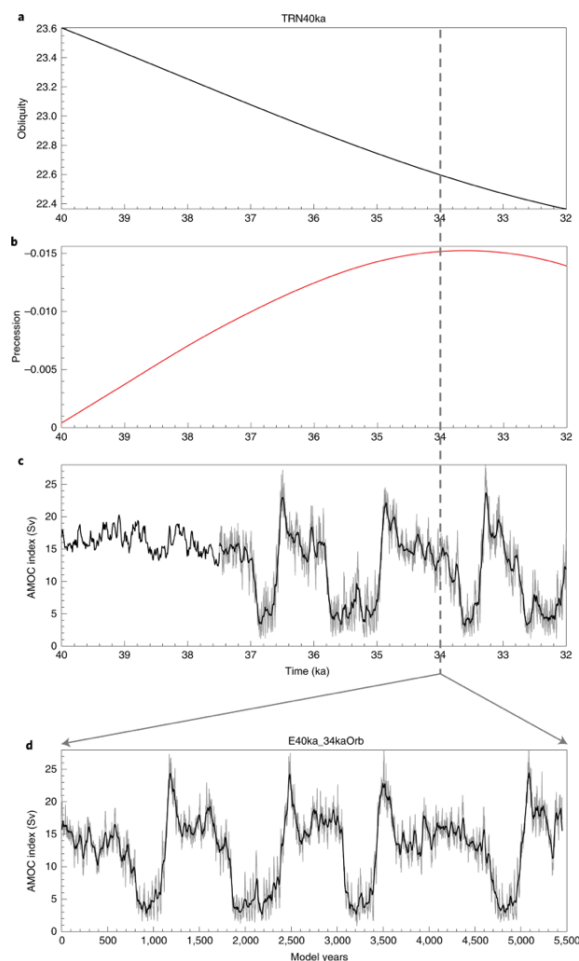 a
TRN40ka
Obliquity
23.6
23.4
23.2
23.0
22.8
22.6
22.4
40 39 38 37 36 35 34 33 32
b
Precession
–0.015
–0.010
–0.005
0
40 39 38 37 36 35 34 33 32
c
AMOC index (Sv)
25
20
15
10
5
0
40 39 38 37 36 35 34 33 32
Time (ka)
d
E40ka_34kaOrb
AMOC index (Sv)
25
20
15
10
5
0
0 500 1,000 1,500 2,000 2,500 3,000 3,500 4,000 4,500 5,000 5,500
Model years